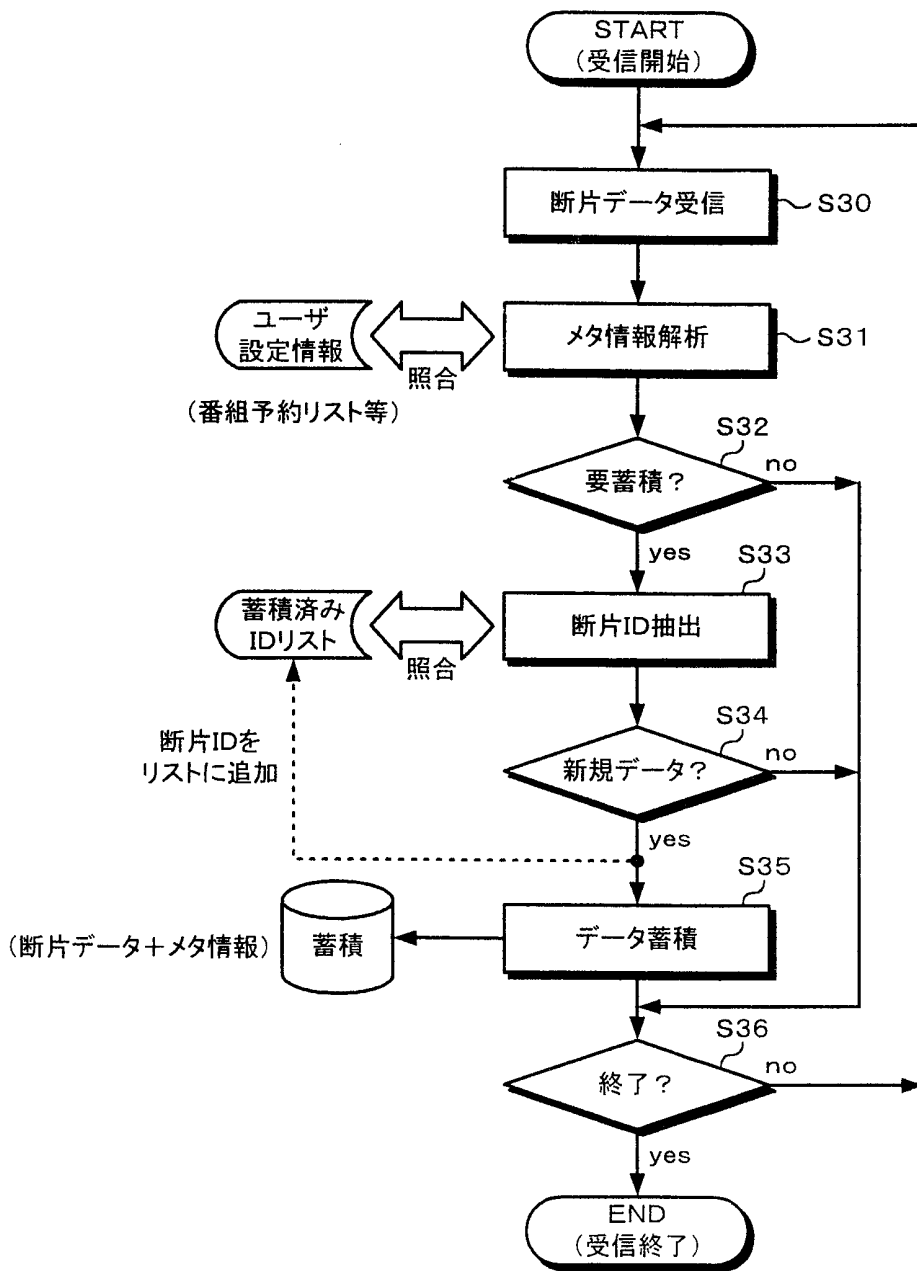 START
（受信開始）
断片データ受信
S30
ユーザ
設定情報
照合
（番組予約リスト等）
メタ情報解析
S31
S32
要蓄積？
no
yes
S33
蓄積済み
IDリスト
照合
断片ID抽出
S34
断片IDを
リストに追加
新規データ？
no
yes
S35
（断片データ＋メタ情報）
蓄積
データ蓄積
S36
終了？
no
yes
END
（受信終了）